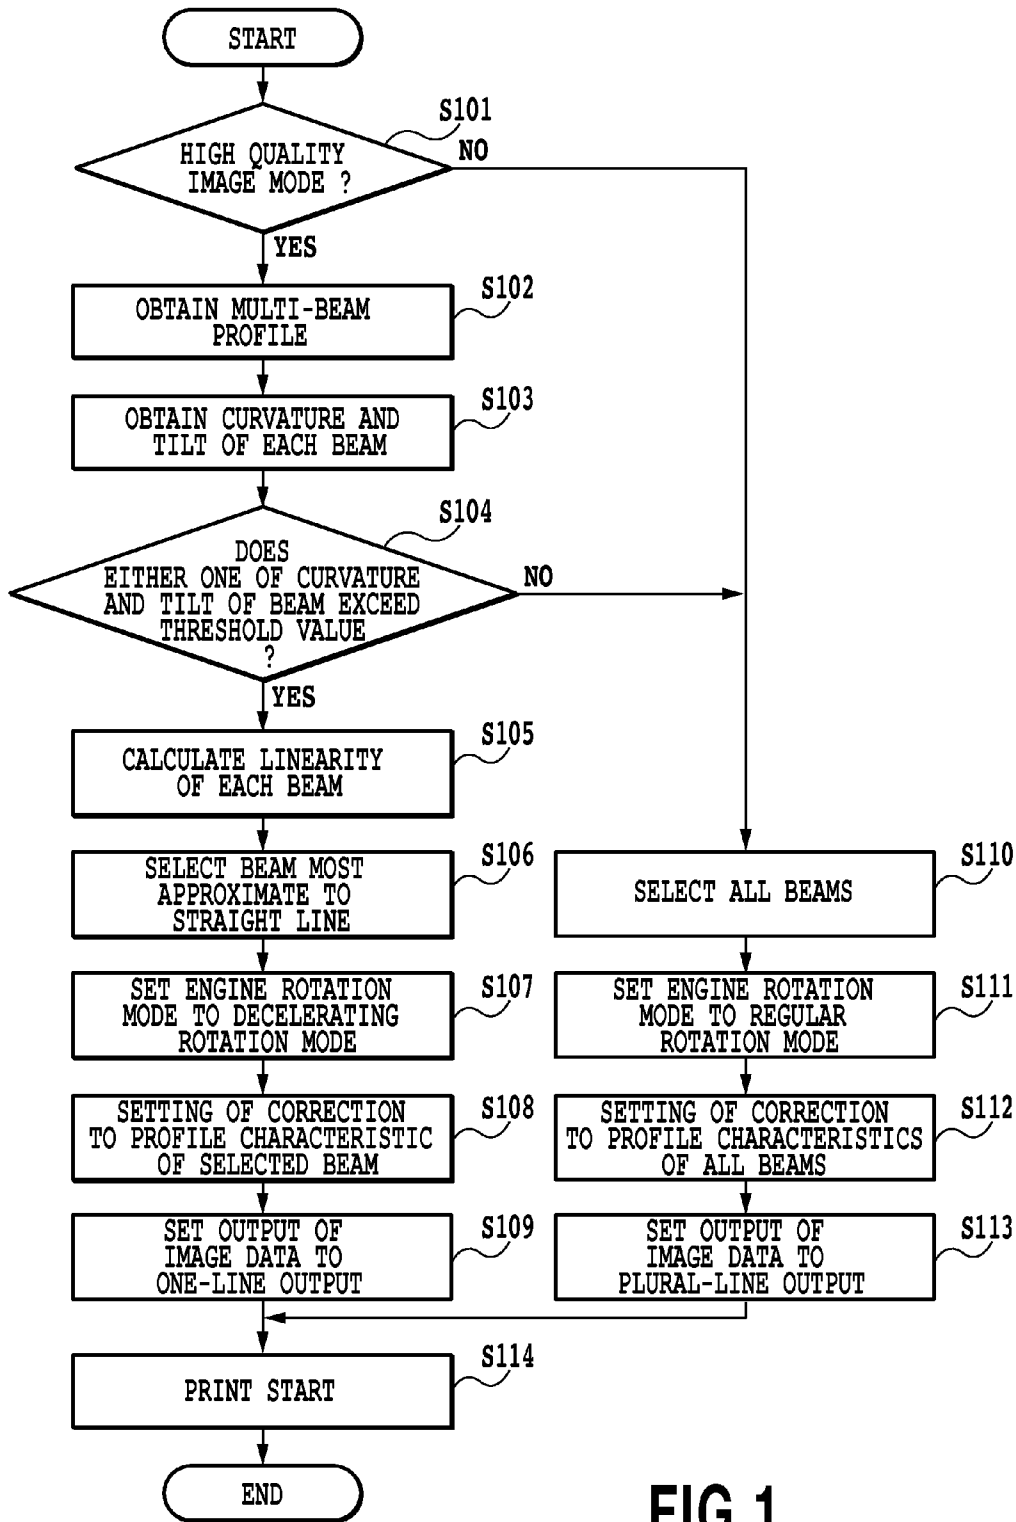 START
S101
HIGH QUALITY
IMAGE MODE ?
NO
YES
S102
OBTAIN MULTI-BEAM
PROFILE
S103
OBTAIN CURVATURE AND
TILT OF EACH BEAM
S104
DOES
EITHER ONE OF CURVATURE
AND TILT OF BEAM EXCEED
THRESHOLD VALUE
?
NO
YES
S105
CALCULATE LINEARITY
OF EACH BEAM
S106
SELECT BEAM MOST
APPROXIMATE TO
STRAIGHT LINE
S110
SELECT ALL BEAMS
S107
SET ENGINE ROTATION
MODE TO DECELERATING
ROTATION MODE
S111
SET ENGINE ROTATION
MODE TO REGULAR
ROTATION MODE
S108
SETTING OF CORRECTION
TO PROFILE CHARACTERISTIC
OF SELECTED BEAM
S112
SETTING OF CORRECTION
TO PROFILE CHARACTERISTICS
OF ALL BEAMS
S109
SET OUTPUT OF
IMAGE DATA TO
ONE-LINE OUTPUT
S113
SET OUTPUT OF
IMAGE DATA TO
PLURAL-LINE OUTPUT
S114
PRINT START
END
FIG.1